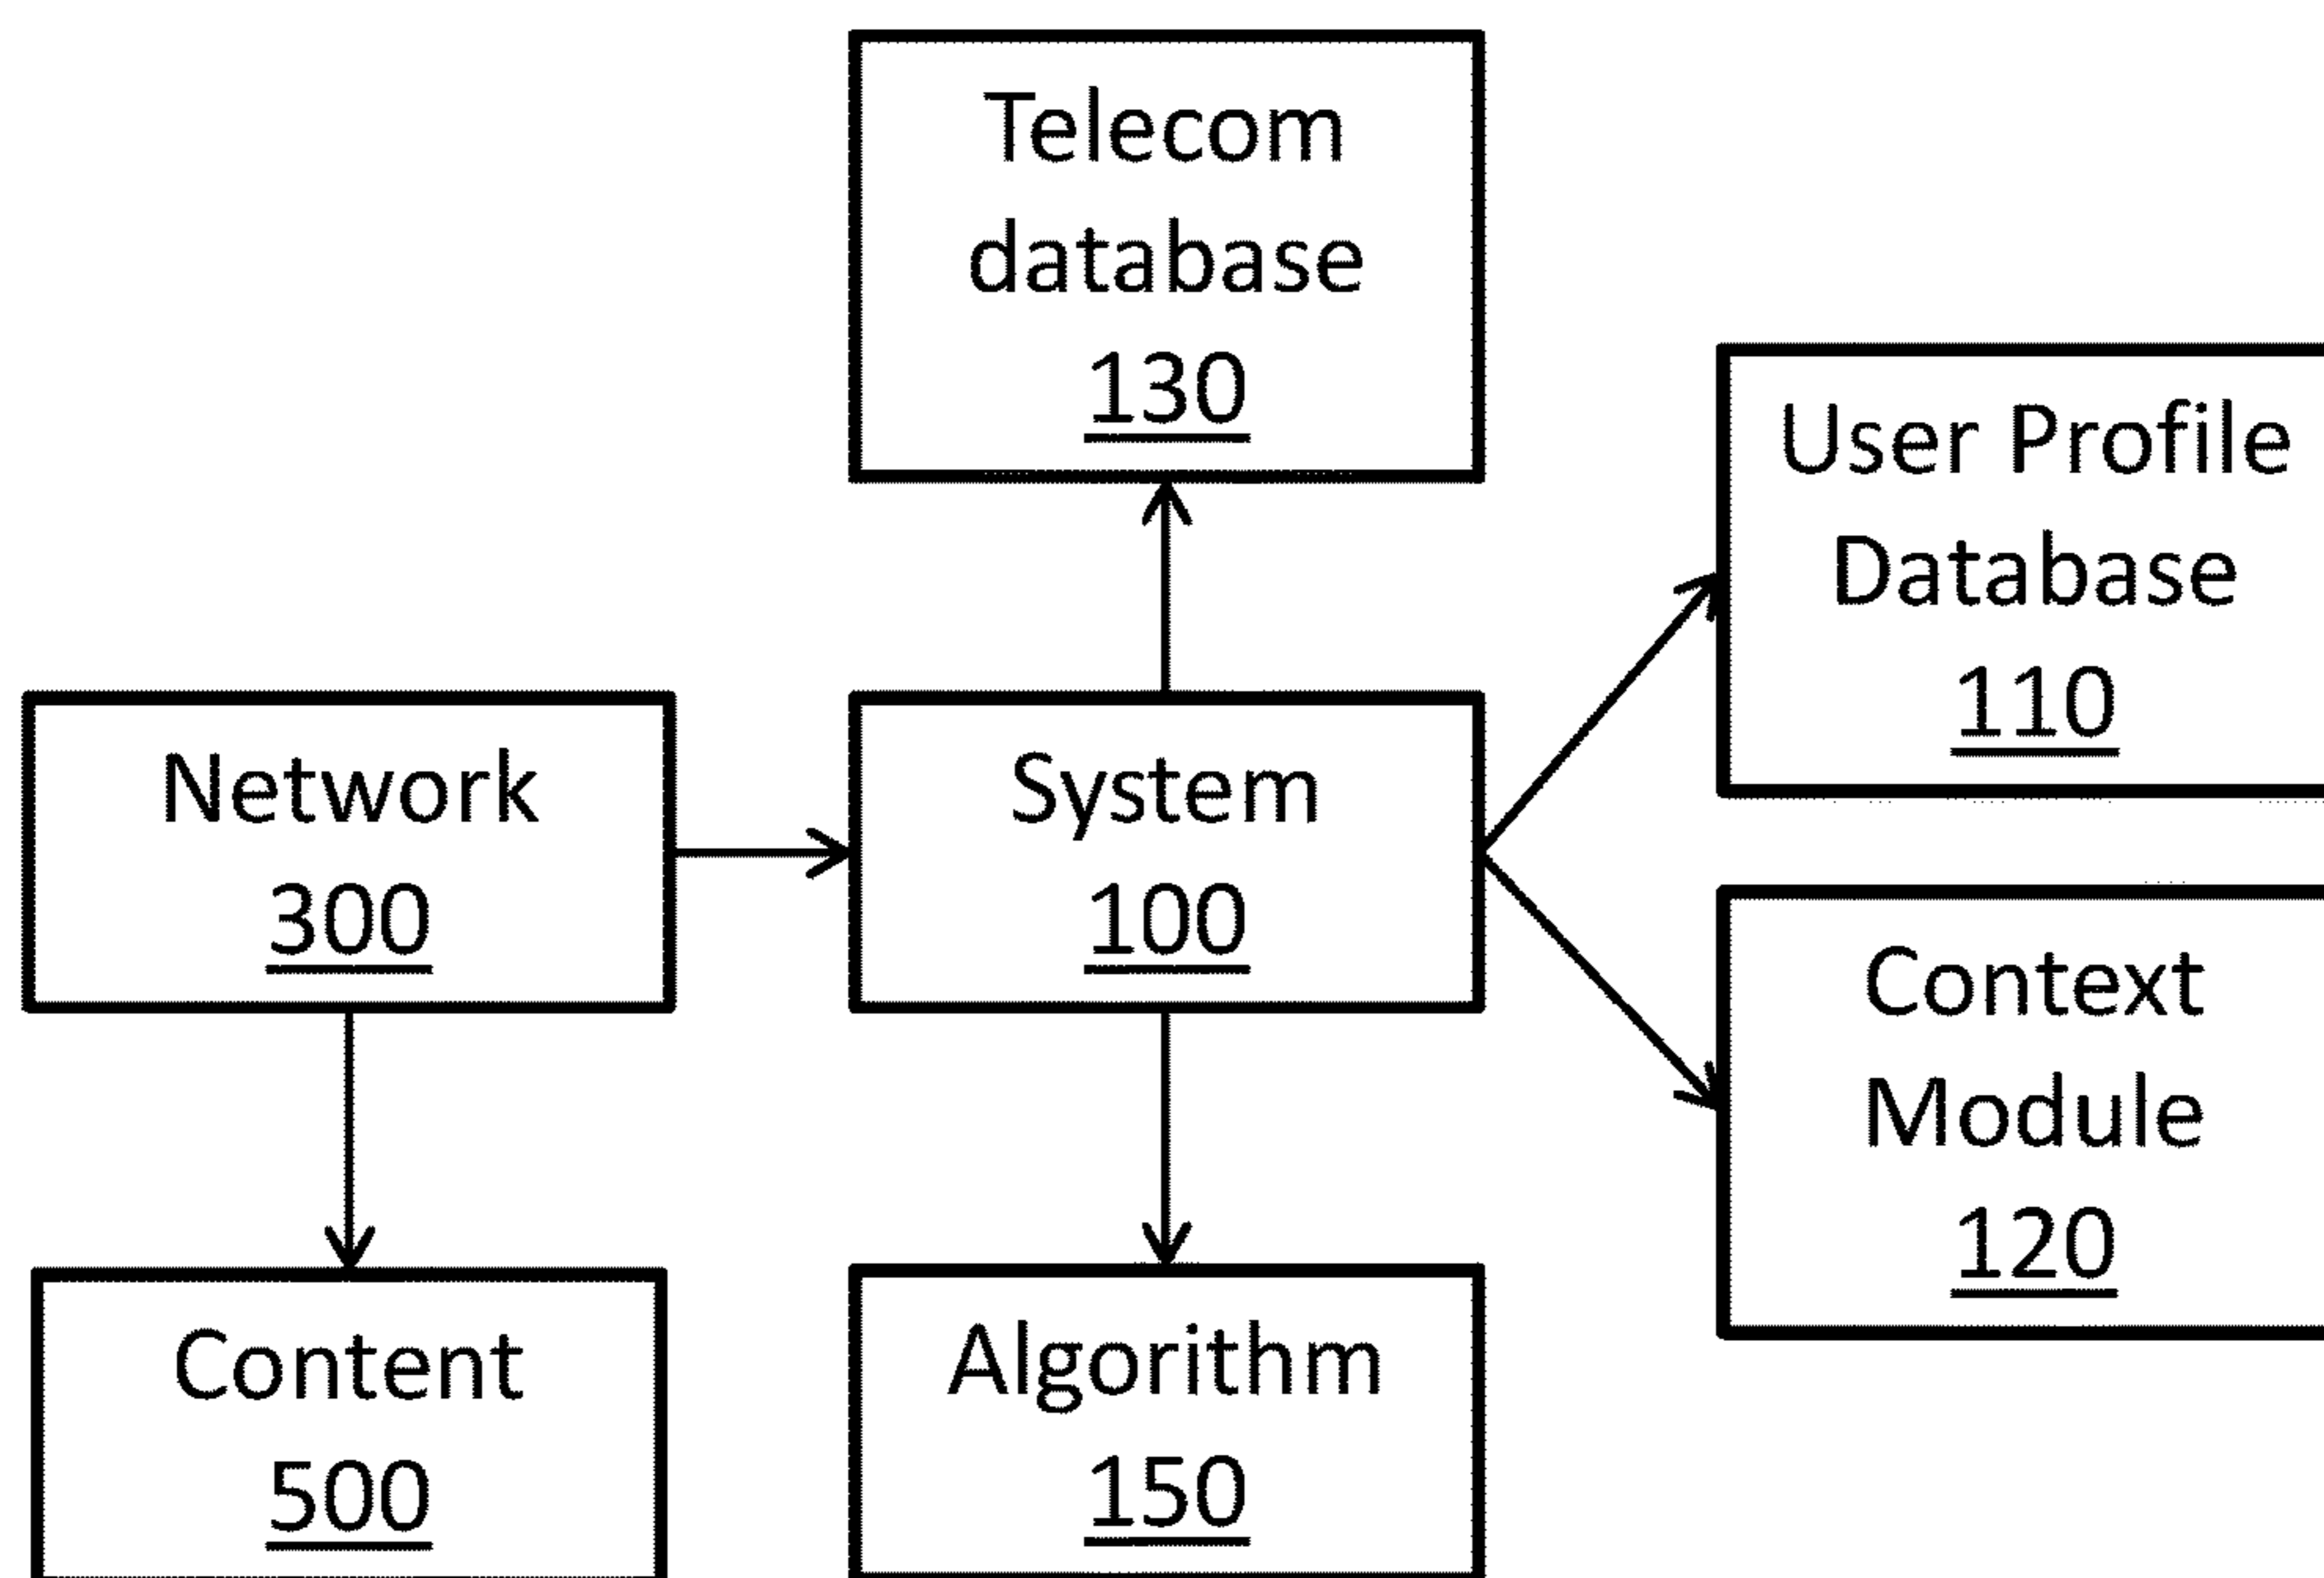 Telecom
database
130
User Profile
Database
110
Network
300
System
100
Context
Module
120
Content
500
Algorithm
150